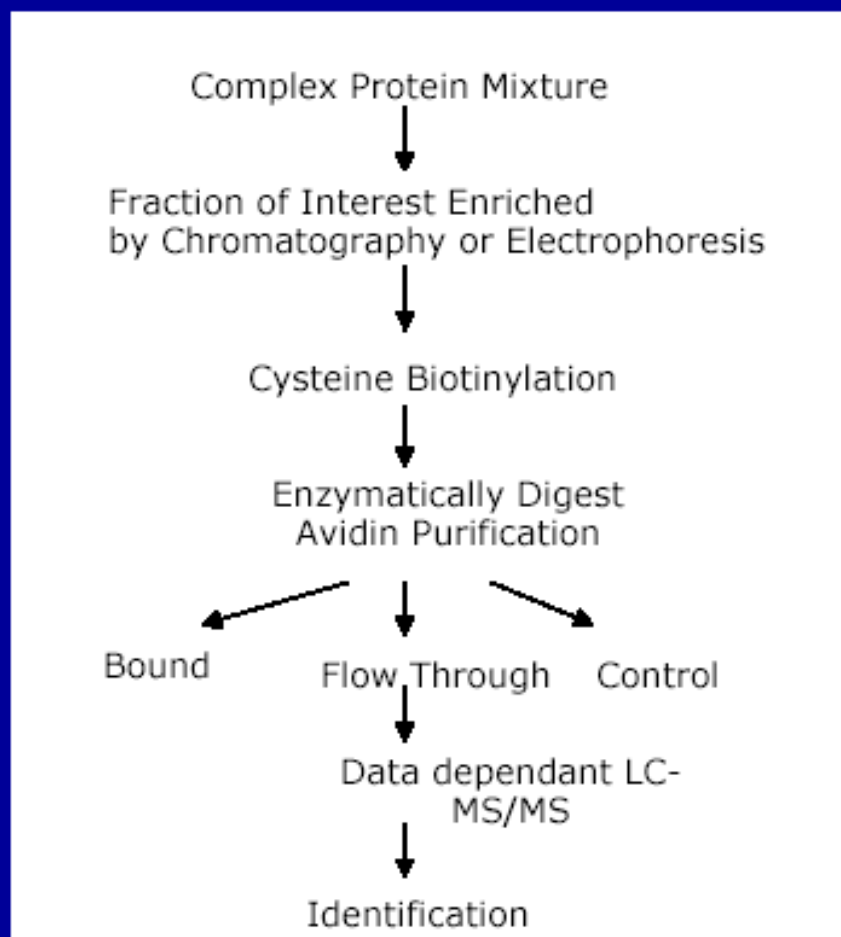 Complex Protein Mixture
Fraction of Interest Enriched
by Chromatography or Electrophoresis
Cysteine Biotinylation
Enzymatically Digest
Avidin Purification
Bound
Flow Through
Control
Data dependant LC-
MS/MS
Identification